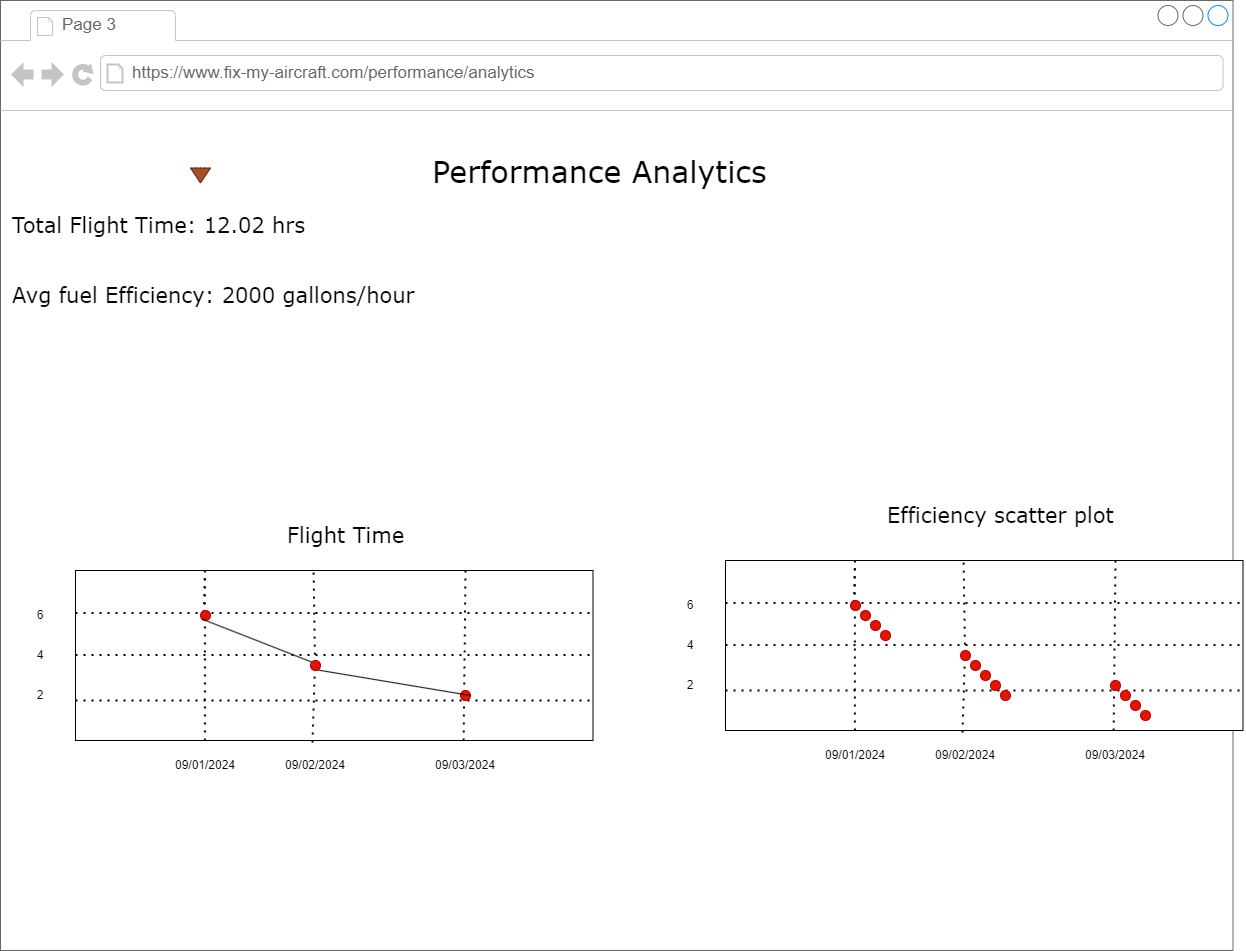 Page 3
https://www.fix-my-aircraft.com/performance/analytics
Performance Analytics
Total Flight Time: 12.02 hrs
Avg fuel Efficiency: 2000 gallons/hour
Flight Time
6
4
2
09/01/2024 09/02/2024 09/03/2024
Efficiency scatter plot
6
4
2
09/01/2024 09/02/2024 09/03/2024